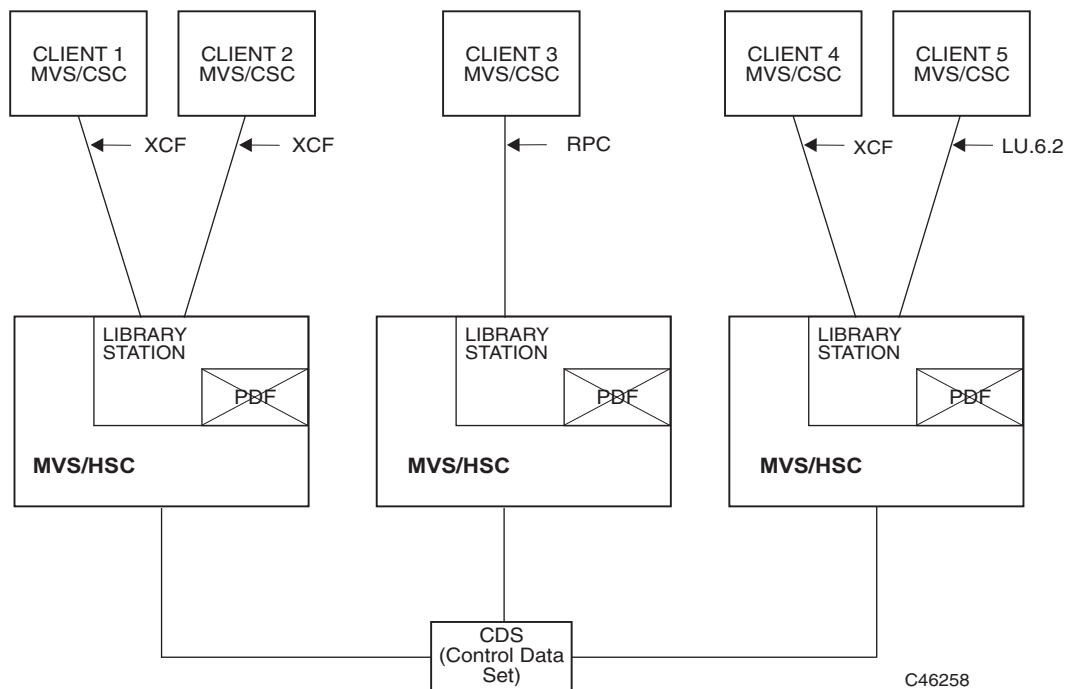 CLIENT 1
MVS/CSC
CLIENT 2
MVS/CSC
CLIENT 3
MVS/CSC
CLIENT 4
MVS/CSC
CLIENT 5
MVS/CSC
XCF
XCF
RPC
XCF
LU.6.2
LIBRARY
STATION
PDF
MVS/HSC
LIBRARY
STATION
PDF
MVS/HSC
LIBRARY
STATION
PDF
MVS/HSC
CDS
(Control Data
Set)
C46258